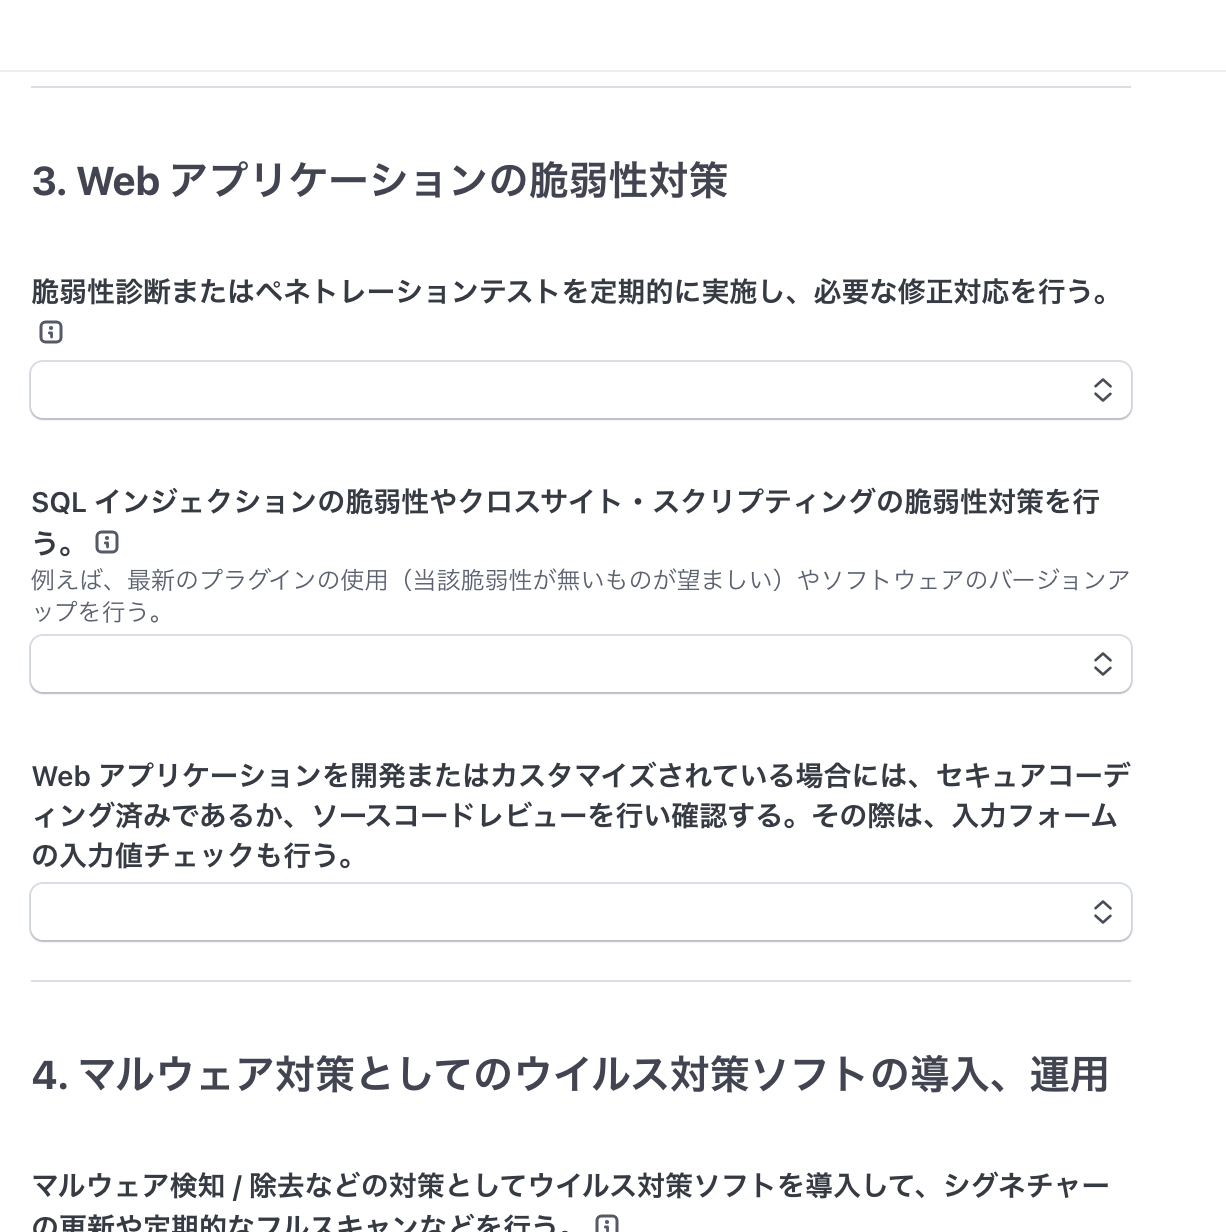 3. Web アプリケーションの脆弱性対策
脆弱性診断またはペネトレーションテストを定期的に実施し、必要な修正対応を行う。
SQL インジェクションの脆弱性やクロスサイト・スクリプティングの脆弱性対策を行
う。
例えば、最新のプラグインの使用（当該脆弱性が無いものが望ましい）やソフトウェアのバージョンア
ップを行う。
Web アプリケーションを開発またはカスタマイズされている場合には、セキュアコーデ
ィング済みであるか、ソースコードレビューを行い確認する。その際は、入力フォーム
の入力値チェックも行う。
4. マルウェア対策としてのウイルス対策ソフトの導入、運用
マルウェア検知 / 除去などの対策としてウイルス対策ソフトを導入して、シグネチャー
の更新や定期的なフルスキャンなどを行う。